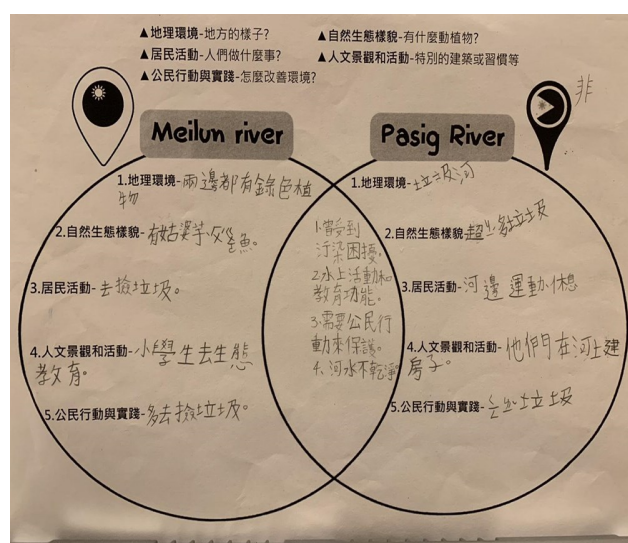 ▲地理環境-地方的樣子? ▲自然生態樣貌-有什麼動植物?
▲居民活動-人們做什麼事? ▲人文景觀和活動-特別的建築或習慣等
▲公民行動與實踐-怎麼改善環境?
非
Meilun river
1.地理環境-兩邊都有綠色植
物
2.自然生態樣貌-有姑婆芋、鰻魚。
3.居民活動-去撿垃圾。
4.人文景觀和活動-小學生去生態
教育。
5.公民行動與實踐-多去撿垃圾。
1.曾受到
汙染困擾。
2.水上活動和
教育功能。
3.需要公民行
動來保護。
4、河水不乾淨
Pasig River
1.地理環境-垃圾河
2.自然生態樣貌-超ㄐㄧ多垃圾
3.居民活動-河邊運動休息
4.人文景觀和活動-他們在河上建
房子。
5.公民行動與實踐-垃圾